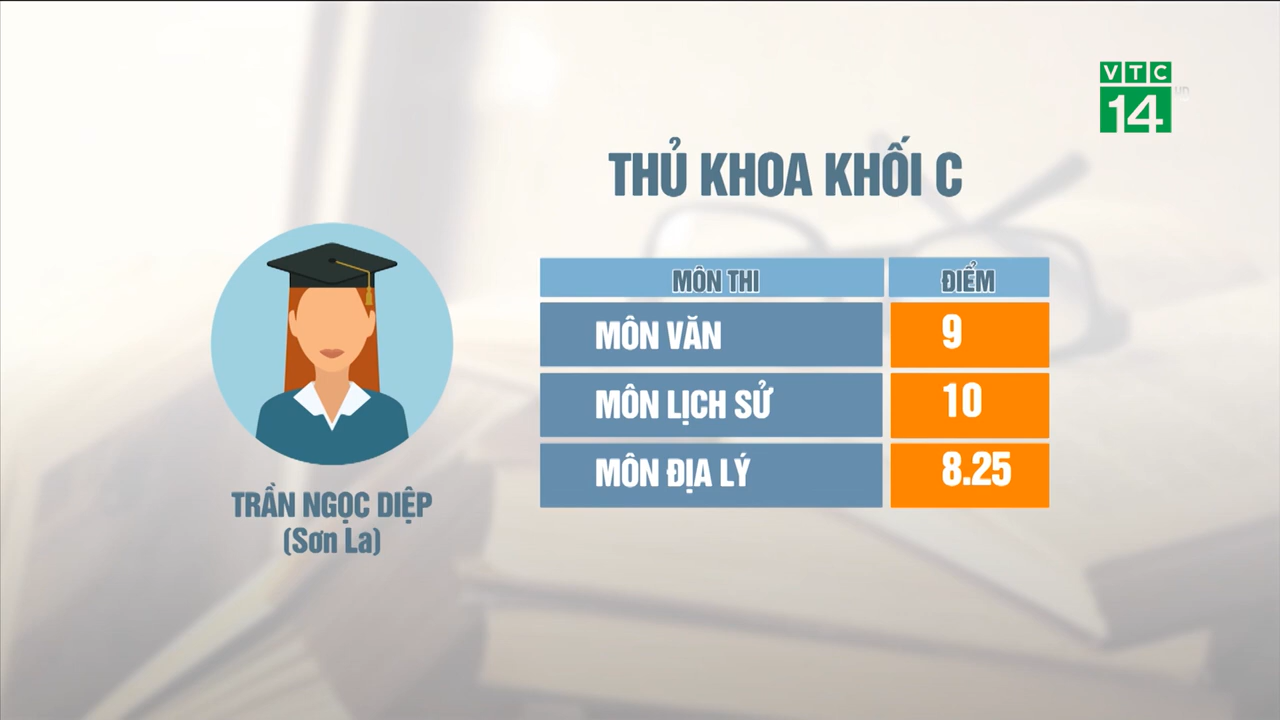 VTC
14
HD
THỦ KHOA KHỐI C
MÔN THI ĐIỂM
MÔN VĂN 9
MÔN LỊCH SỬ 10
MÔN ĐỊA LÝ 8.25
TRẦN NGỌC DIỆP
(Sơn La)